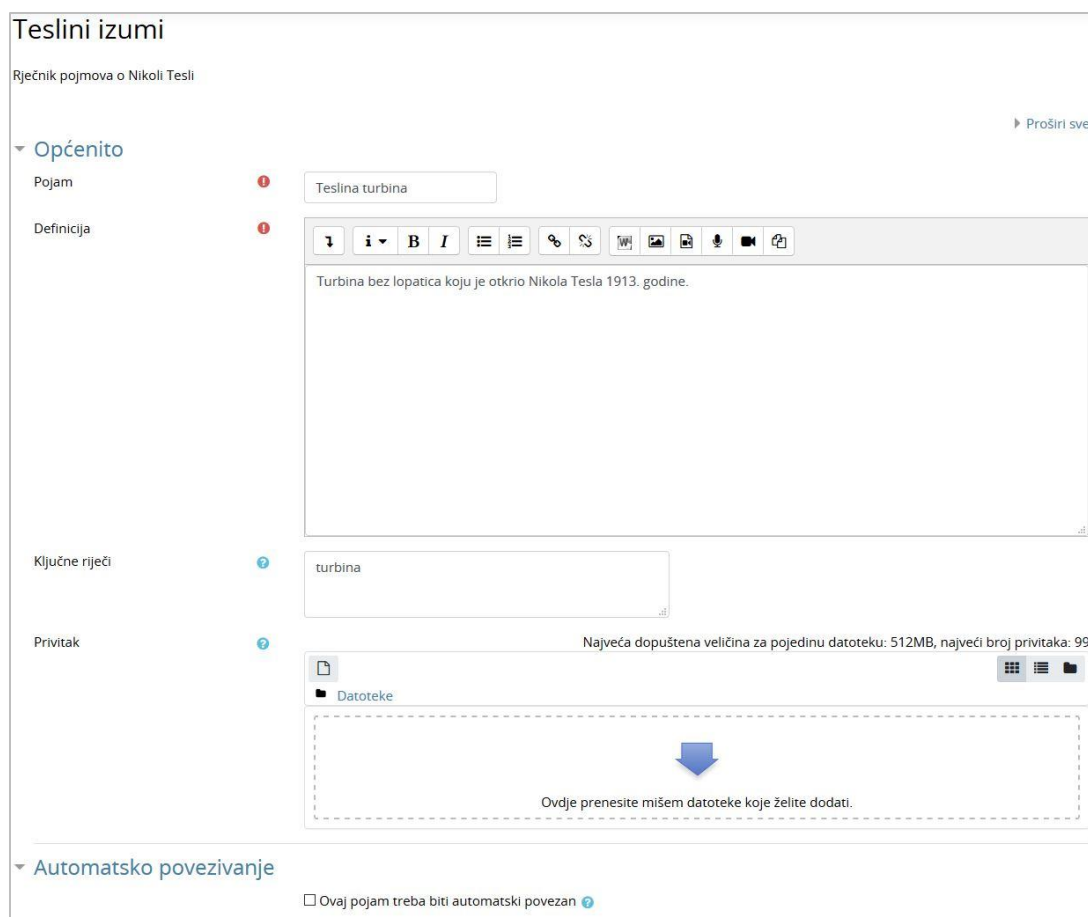 Teslini izumi
Rječnik pojmova o Nikoli Tesli
Proširi sve
Općenito
Pojam
Teslina turbina
Definicija
i B I
Turbina bez lopatica koju je otkrio Nikola Tesla 1913. godine.
Ključne riječi
turbina
Privitak
Najveća dopuštena veličina za pojedinu datoteku: 512MB, najveći broj privitaka: 99
Datoteke
Ovdje prenesite mišem datoteke koje želite dodati.
Automatsko povezivanje
Ovaj pojam treba biti automatski povezan